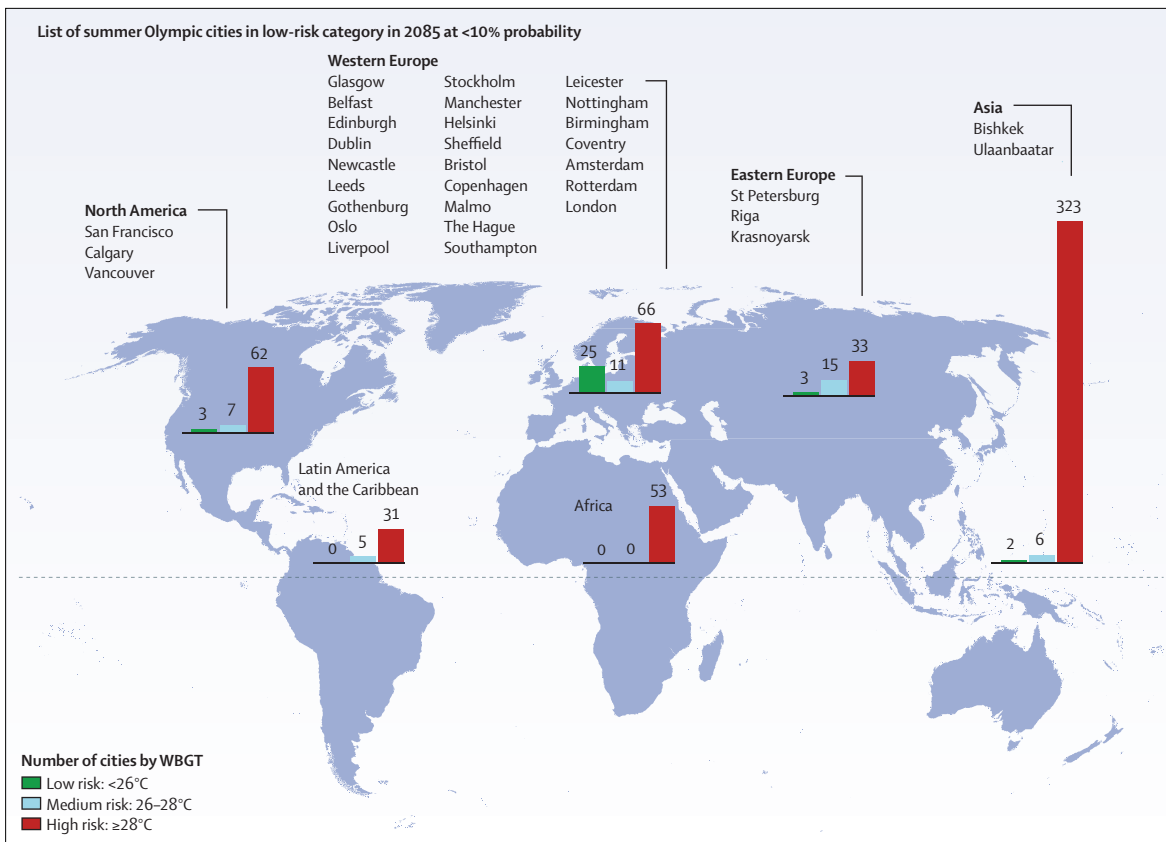 List of summer Olympic cities in low-risk category in 2085 at <10% probability
Western Europe
Glasgow
Belfast
Edinburgh
Dublin
Newcastle
Leeds
Gothenburg
Oslo
Liverpool
Stockholm
Manchester
Helsinki
Sheffield
Bristol
Copenhagen
Malmo
The Hague
Southampton
Leicester
Nottingham
Birmingham
Coventry
Amsterdam
Rotterdam
London
Asia
Bishkek
Ulaanbaatar
Eastern Europe
St Petersburg
Riga
Krasnoyarsk
North America
San Francisco
Calgary
Vancouver
3
7
62
25
11
66
3
15
33
2
6
323
Latin America
and the Caribbean
0
5
31
Africa
0
0
53
Number of cities by WBGT
Low risk: <26°C
Medium risk: 26–28°C
High risk: ≥28°C